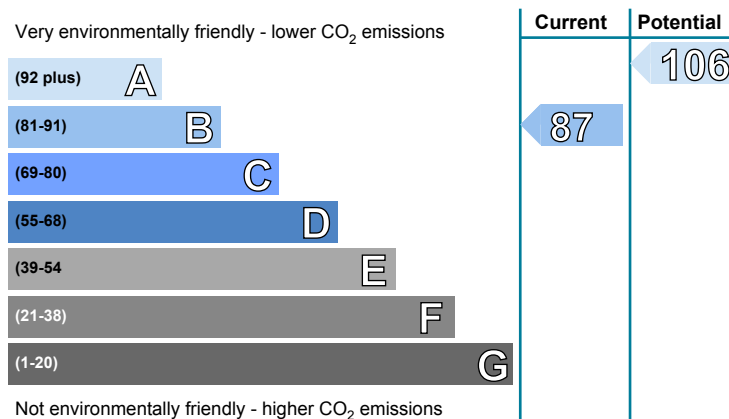 Current Potential
Very environmentally friendly - lower CO₂ emissions
106
(92 plus) A
(81-91) B 87
(69-80) C
(55-68) D
(39-54 E
(21-38) F
(1-20) G
Not environmentally friendly - higher CO₂ emissions